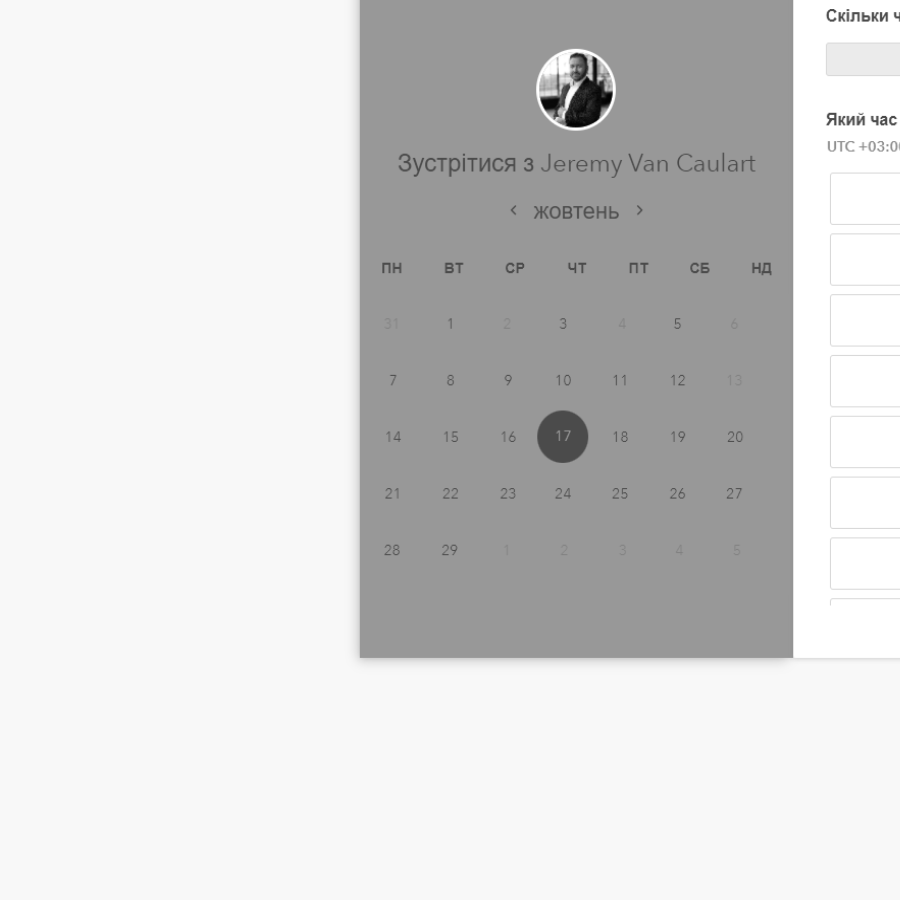 Скільки ч
Який час
UTC +03:0
Зустрітися з Jeremy Van Caulart
‹ жовтень ›
ПН ВТ СР ЧТ ПТ СБ НД
31 1 2 3 4 5 6
7 8 9 10 11 12 13
14 15 16 17 18 19 20
21 22 23 24 25 26 27
28 29 1 2 3 4 5